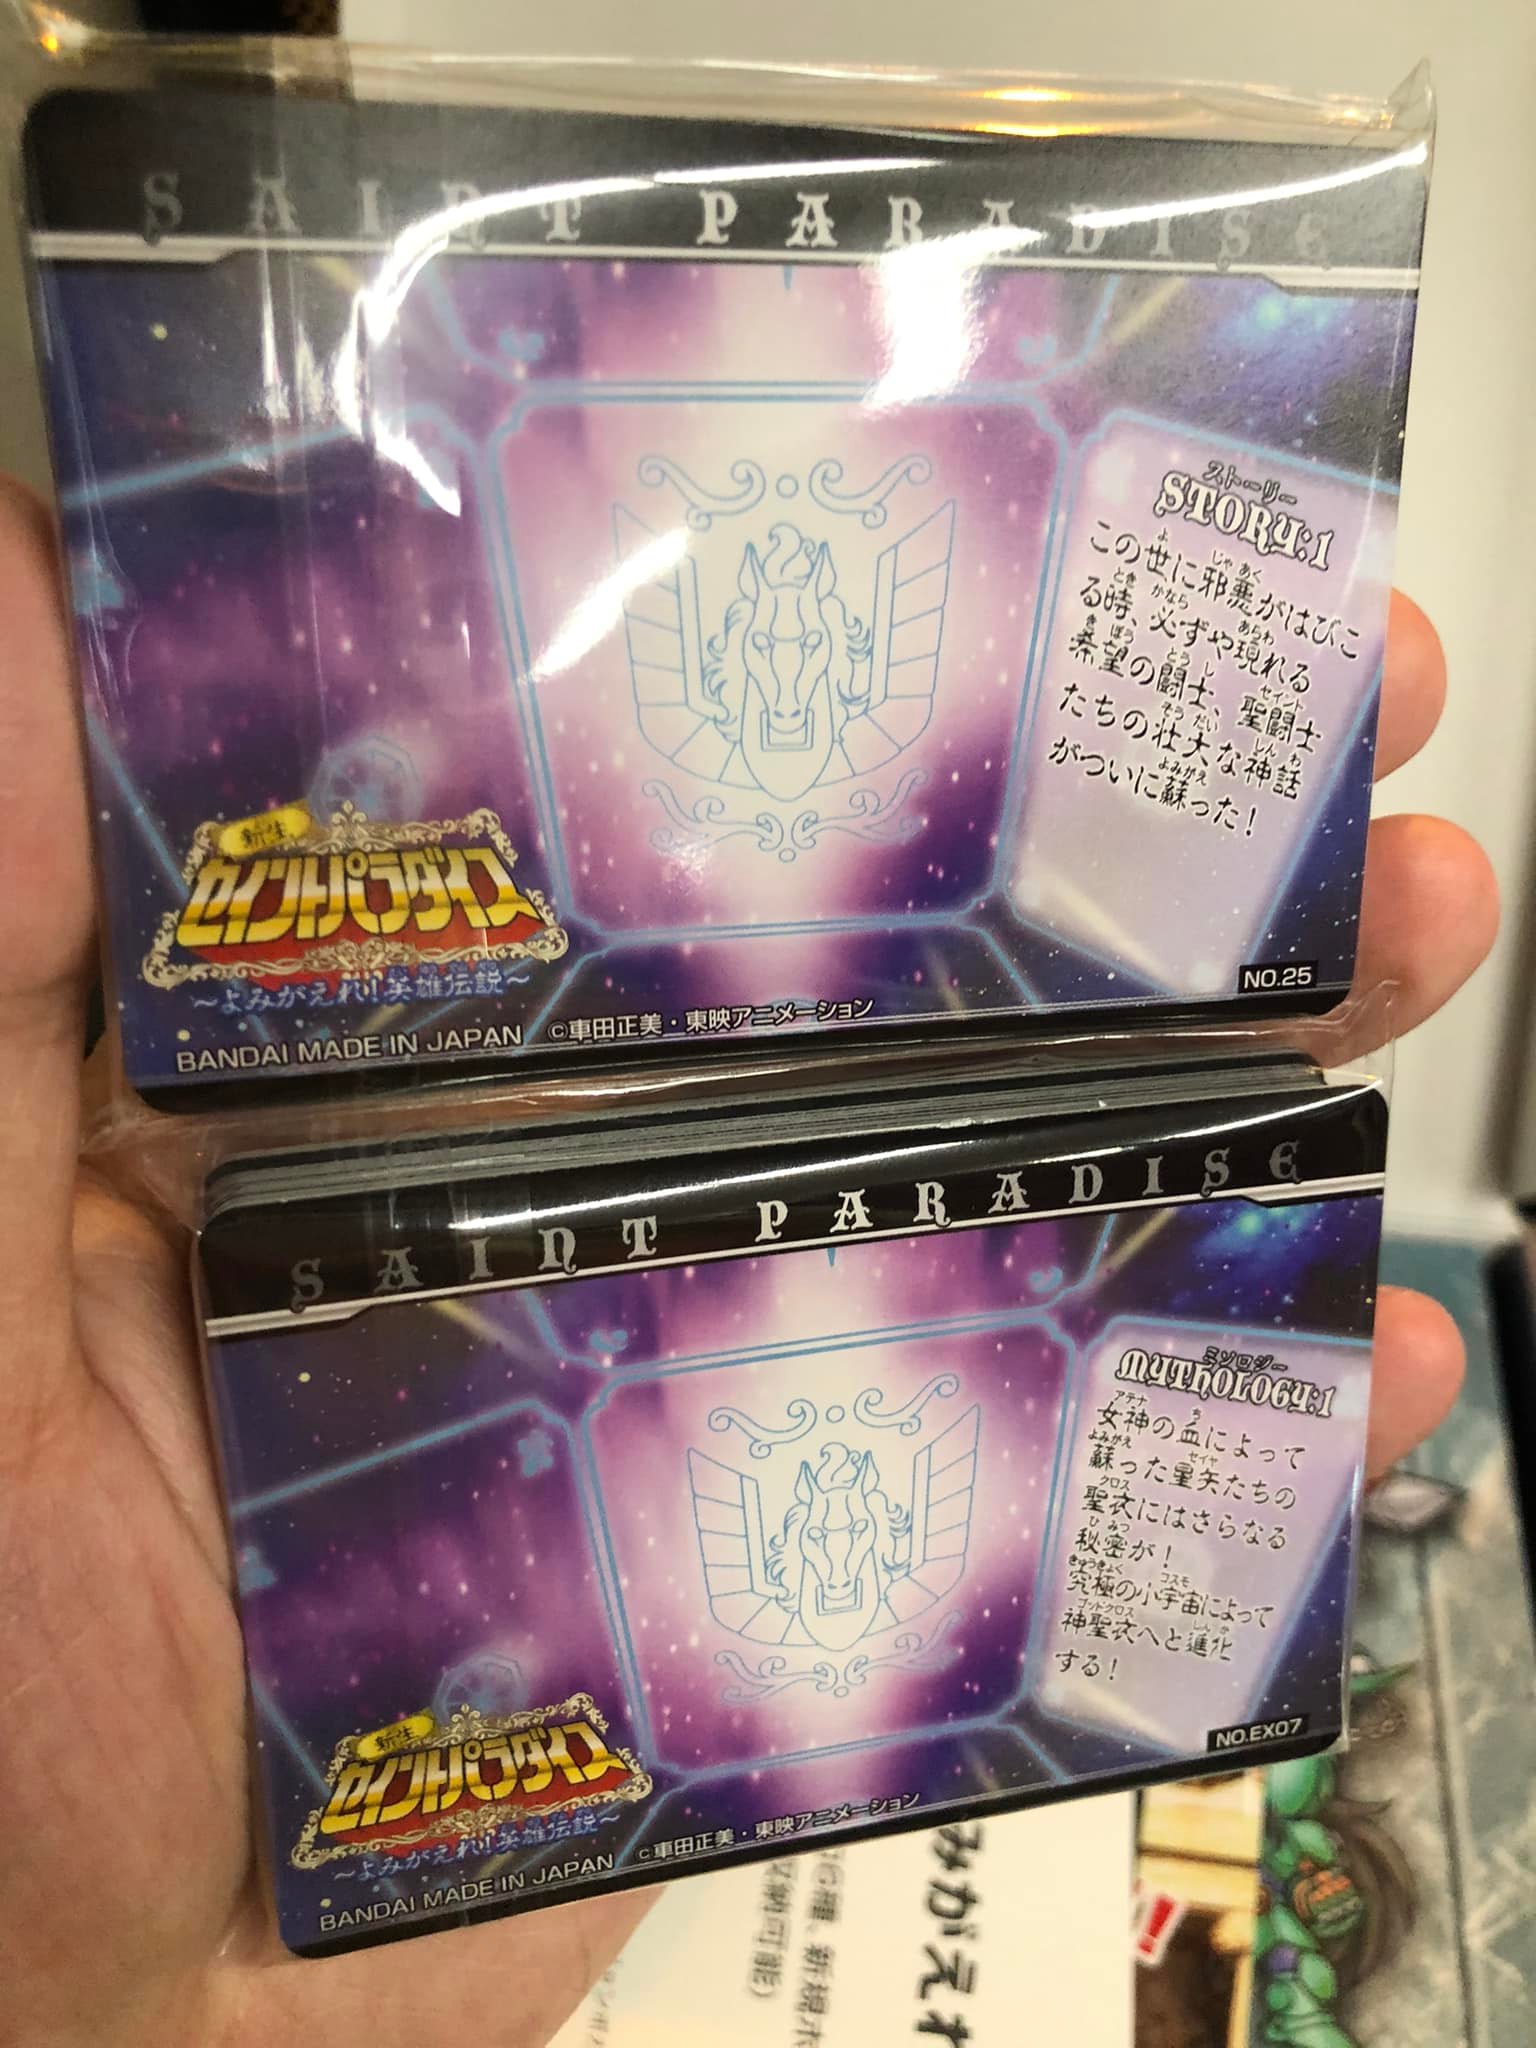 SAINT PARADISE
ストーリー
STORY:1
この世に邪悪がはびこ
る時、必ずや現れる
希望の闘士、聖闘士
たちの壮大な神話
がついに蘇った!
新生
セイントパラダイス
~よみがえれ!英雄伝説~
NO.25
BANDAI MADE IN JAPAN ©車田正美・東映アニメーション
SAINT PARADISE
ミソロジー
MYTHOLOGY:1
女神の血によって
蘇った星矢たちの
聖衣にはさらなる
秘密が!
究極の小宇宙によって
神聖衣へと進化
する!
新生
セイントパラダイス
~よみがえれ!英雄伝説~
NO.EX07
BANDAI MADE IN JAPAN ©車田正美・東映アニメーション